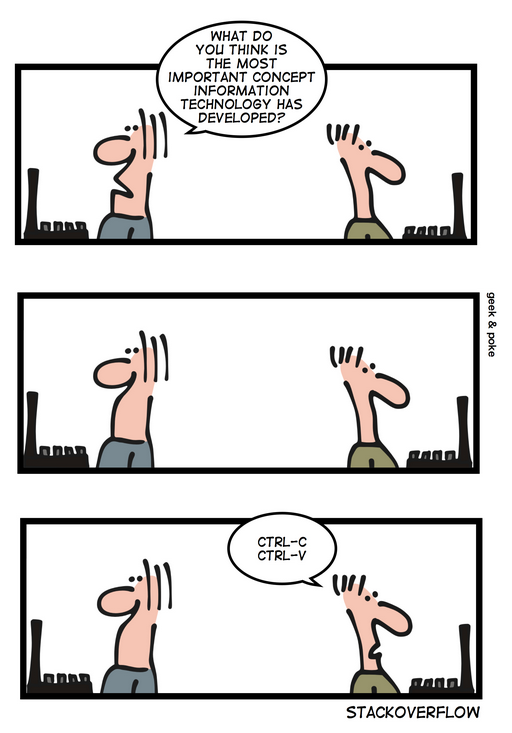 WHAT DO
YOU THINK IS
THE MOST
IMPORTANT CONCEPT
INFORMATION
TECHNOLOGY HAS
DEVELOPED?
geek & poke
CTRL-C
CTRL-V
STACKOVERFLOW